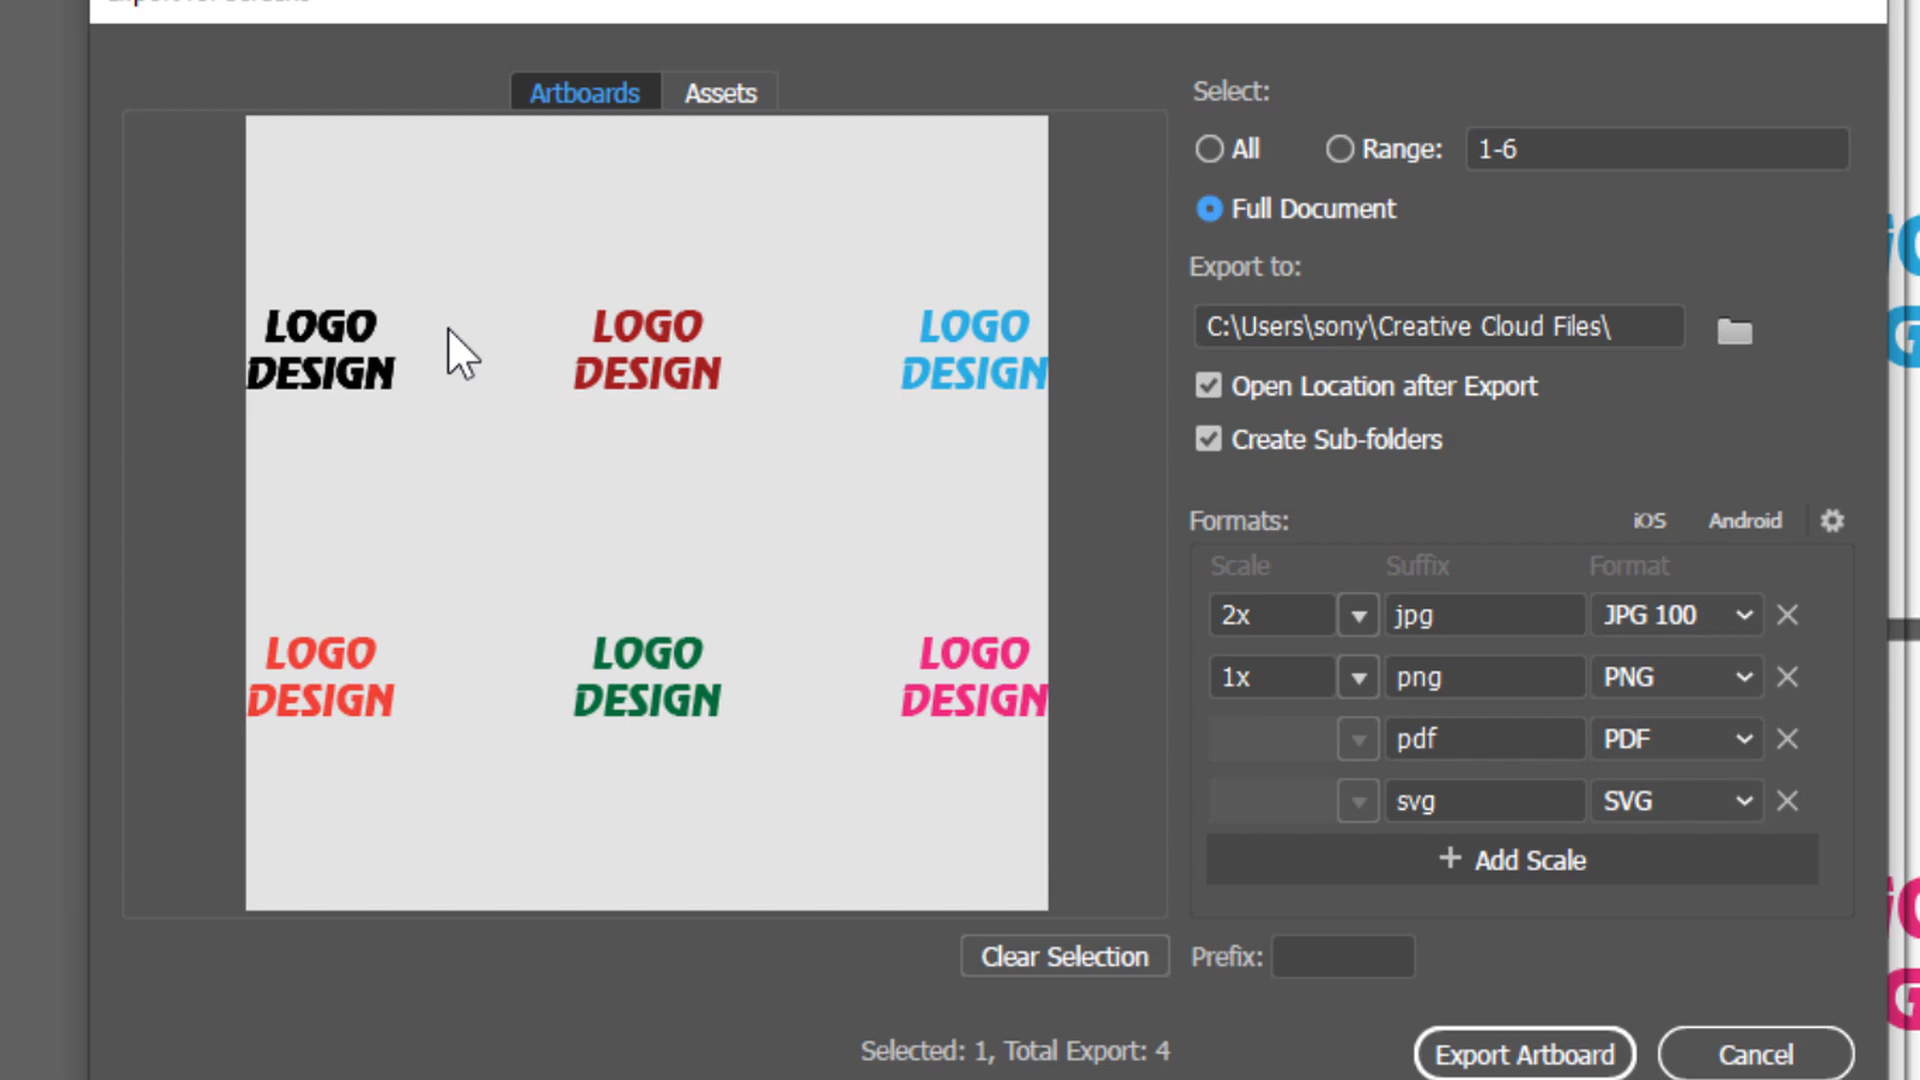 Export for Screens
Artboards Assets
Select:
All Range: 1-6
Full Document
Export to:
C:\Users\sony\Creative Cloud Files\
Open Location after Export
Create Sub-folders
LOGO DESIGN
LOGO DESIGN
LOGO DESIGN
LOGO DESIGN
LOGO DESIGN
LOGO DESIGN
Formats: iOS Android
Scale Suffix Format
2x jpg JPG 100
1x png PNG
pdf PDF
svg SVG
+ Add Scale
Clear Selection
Prefix:
Selected: 1, Total Export: 4
Export Artboard Cancel